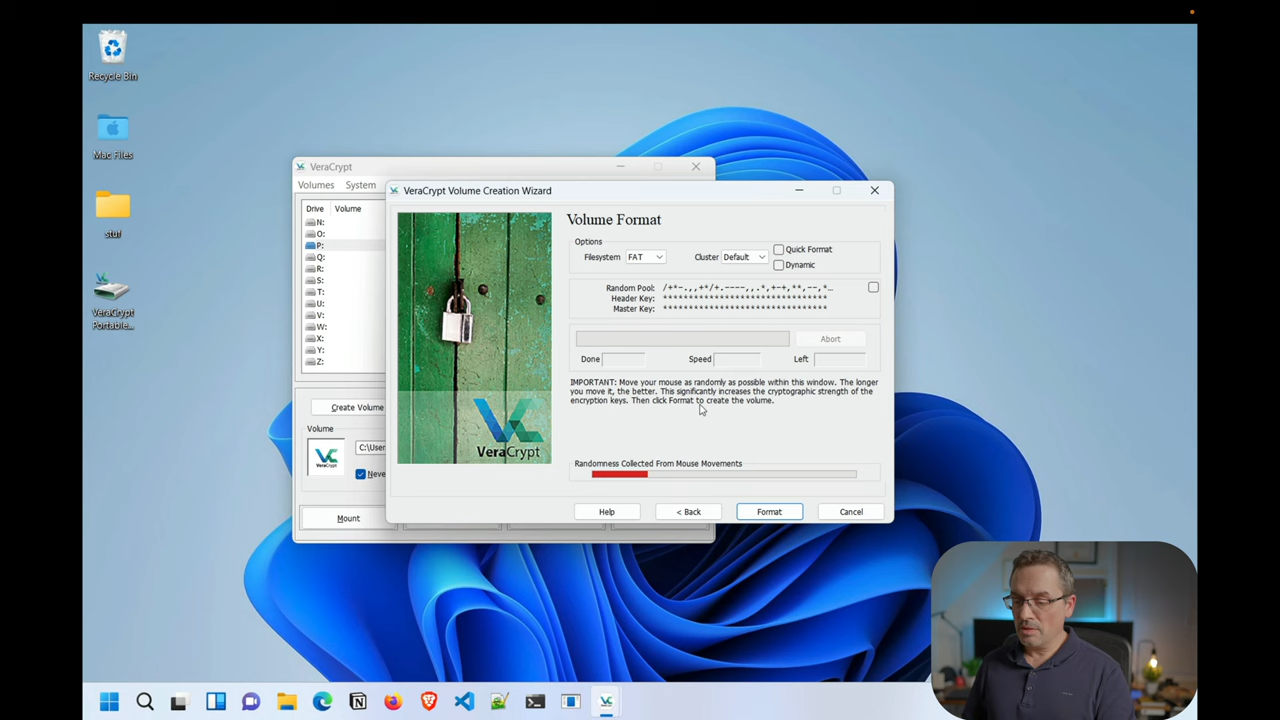 Recycle Bin
Mac Files
stuf
VeraCrypt
Portable...
VeraCrypt
Volumes System
Drive Volume
N:
O:
P:
Q:
R:
S:
T:
U:
V:
W:
X:
Y:
Z:
Create Volume
Volume
VeraCrypt
C:\User
Neve
Mount
VeraCrypt Volume Creation Wizard
VeraCrypt
Volume Format
Options
Filesystem FAT Cluster Default Quick Format
Dynamic
Random Pool: /+*-.,,+*/+.----,,.*,+-+,**,--,*...
Header Key: ********************************
Master Key: ********************************
Abort
Done Speed Left
IMPORTANT: Move your mouse as randomly as possible within this window. The longer
you move it, the better. This significantly increases the cryptographic strength of the
encryption keys. Then click Format to create the volume.
Randomness Collected From Mouse Movements
Help < Back Format Cancel